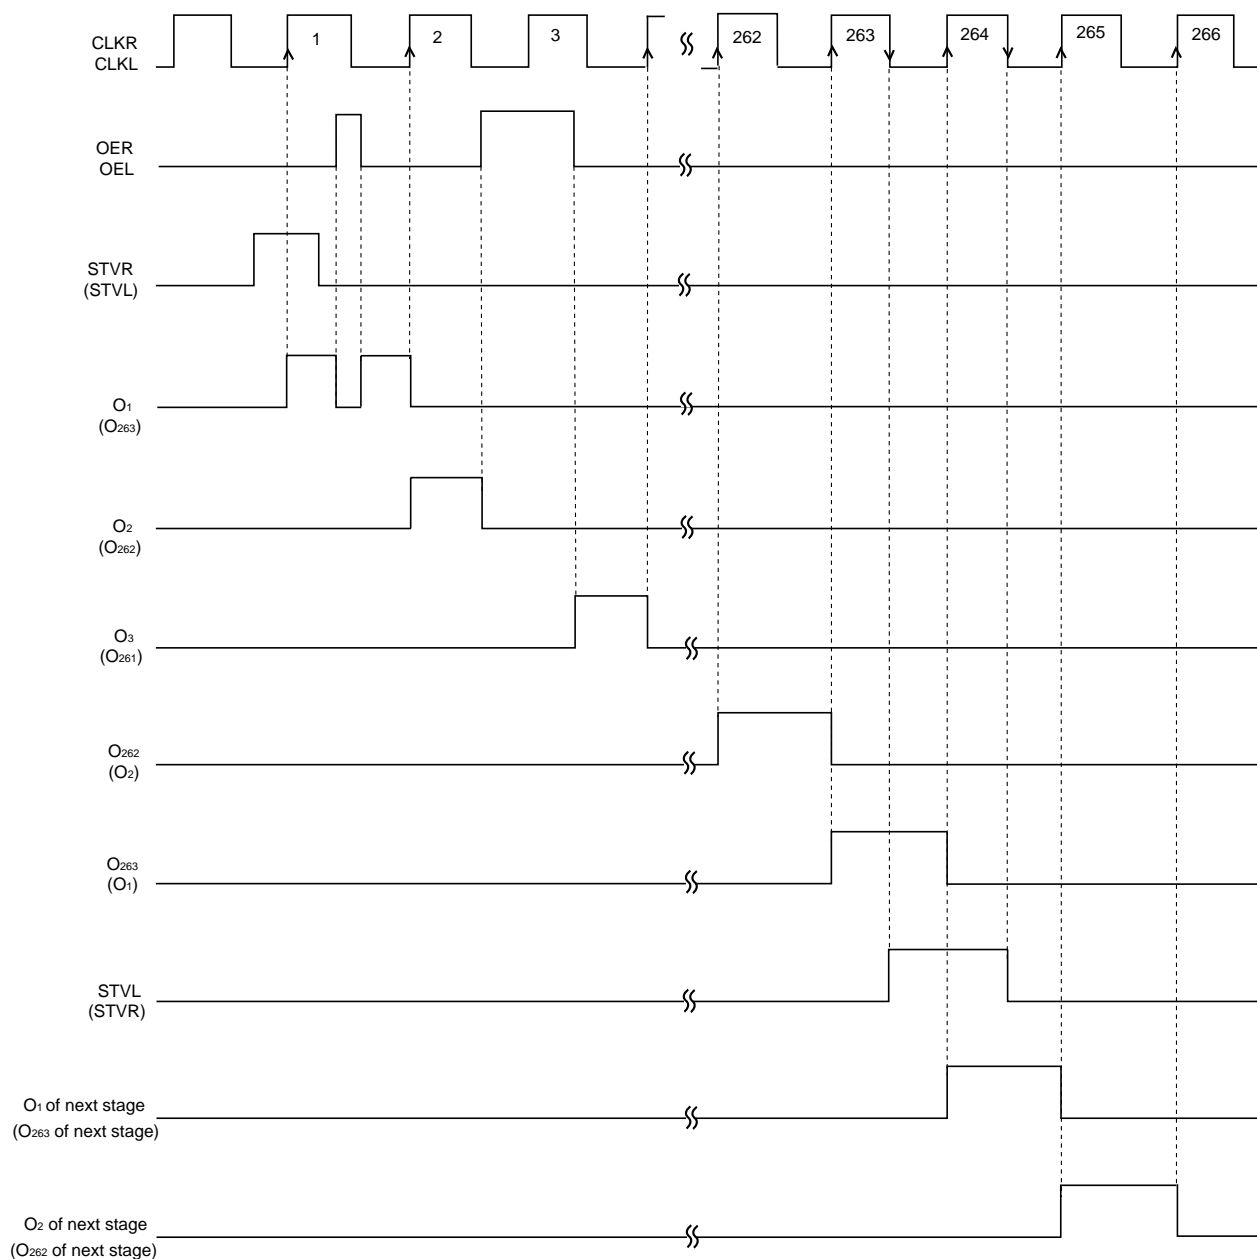 1
2
3
262
263
264
265
266
CLKR
CLKL
OER
OEL
STVR
(STVL)
O1
(O263)
O2
(O262)
O3
(O261)
O262
(O2)
O263
(O1)
STVL
(STVR)
O1 of next stage
(O263 of next stage)
O2 of next stage
(O262 of next stage)